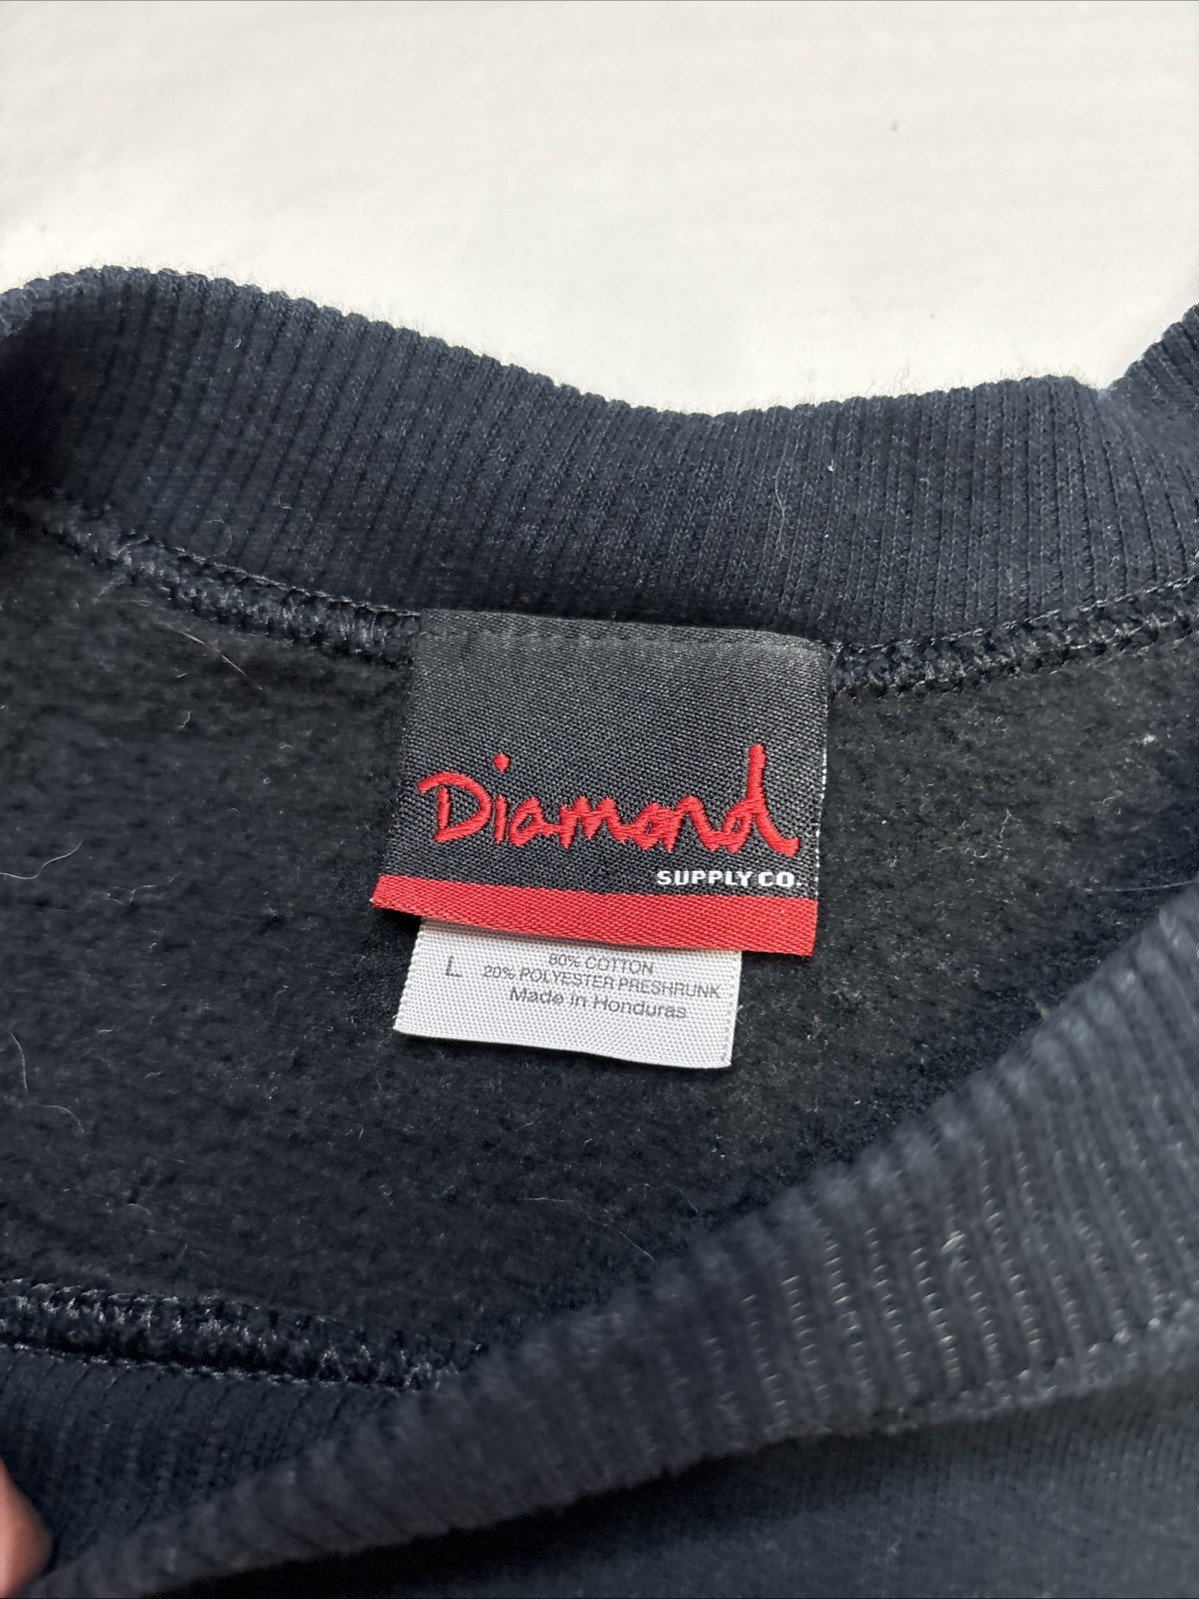 Diamond
SUPPLY CO.
L
80% COTTON
20% POLYESTER PRESHRUNK
Made in Honduras